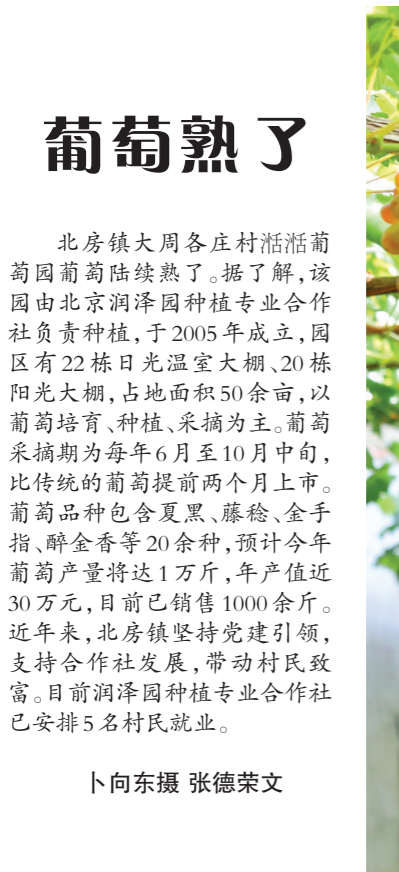 葡萄熟了
北房镇大周各庄村湉湉葡
萄园葡萄陆续熟了。据了解,该
园由北京润泽园种植专业合作
社负责种植,于2005年成立,园
区有22栋日光温室大棚、20栋
阳光大棚,占地面积50余亩,以
葡萄培育、种植、采摘为主。葡萄
采摘期为每年6月至10月中旬,
比传统的葡萄提前两个月上市。
葡萄品种包含夏黑、藤稔、金手
指、醉金香等20余种,预计今年
葡萄产量将达1万斤,年产值近
30万元,目前已销售1000余斤。
近年来,北房镇坚持党建引领,
支持合作社发展,带动村民致
富。目前润泽园种植专业合作社
已安排5名村民就业。
卜向东摄 张德荣文